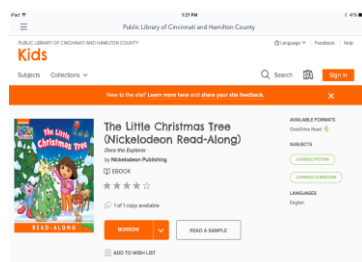 iPad
1:21 PM
47%
Public Library of Cincinnati and Hamilton County
PUBLIC LIBRARY OF CINCINNATI AND HAMILTON COUNTY
Language
Feedback
Help
Kids
Subjects
Collections
Search
Sign in
New to the site? Learn more here and share your site feedback.
The Little
Christmas Tree
READ-ALONG
The Little Christmas Tree
(Nickelodeon Read-Along)
Dora the Explorer
by Nickelodeon Publishing
EBOOK
1 of 1 copy available
BORROW
READ A SAMPLE
ADD TO WISH LIST
AVAILABLE FORMATS
OverDrive Read
SUBJECTS
JUVENILE FICTION
JUVENILE LITERATURE
LANGUAGES
English